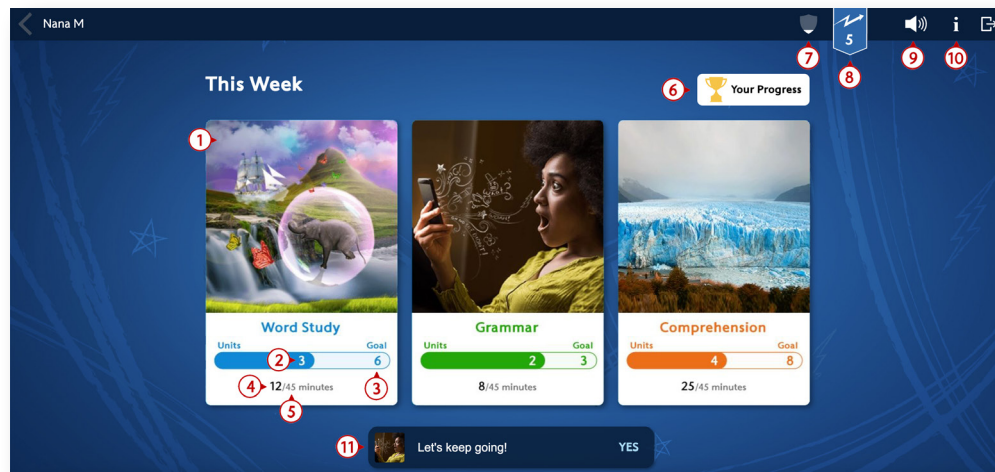 Nana M
5
7
8
9
i
10
This Week
6
Your Progress
1
Word Study
Units Goal
2 3 6
3
4 12/45 minutes
5
Grammar
Units Goal
2 3
8/45 minutes
Comprehension
Units Goal
4 8
25/45 minutes
11
Let's keep going! YES